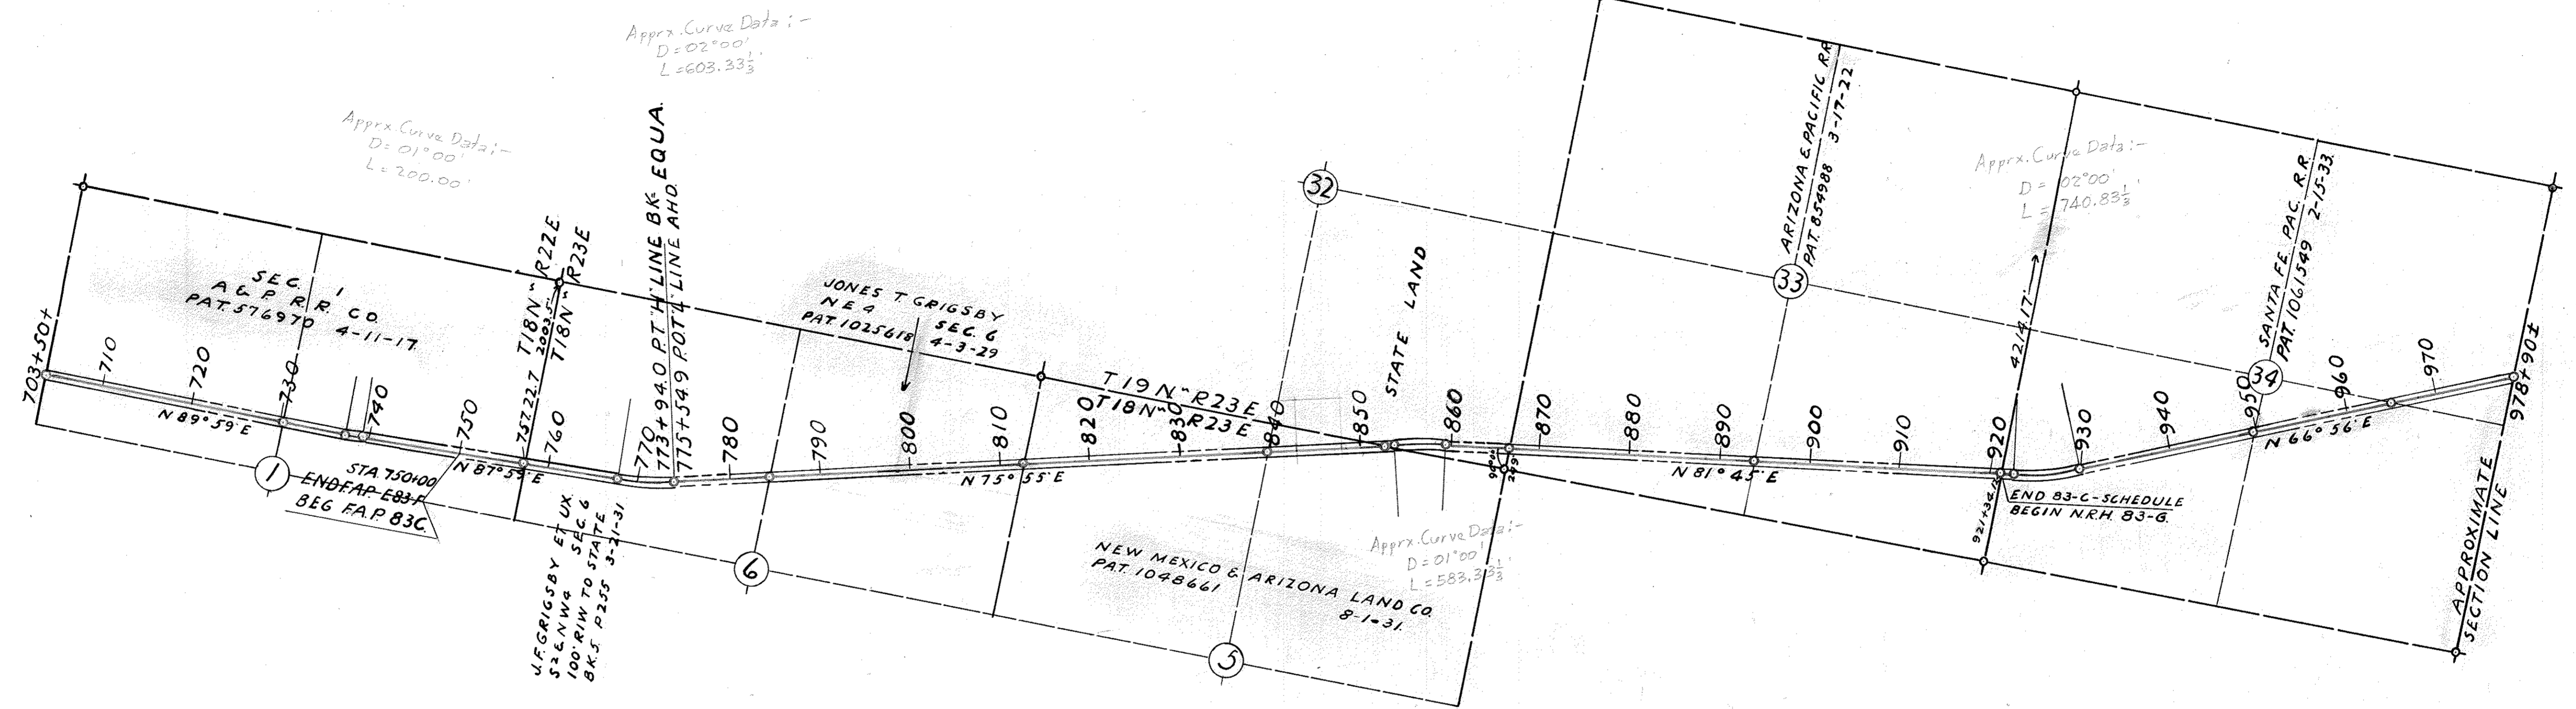 Apprx. Curve Data:-
D=02°00'
L=603.33⅓'
Apprx. Curve Data:-
D=01°00'
L=200.00'
SEC. 1
A & P. R. R. CO.
PAT. 576970 4-11-17
703+50±
710
720
730
740
750
760
770
780
790
800
810
820
830
840
850
860
870
880
890
900
910
920
930
940
950
960
970
978+90±
N 89°59'E
1
STA 750+00
END F.A.P. E83-F
BEG F.A.P. 83C.
N 87°59'E
757.22.7
2003.5'
T18N~R22E
T18N~R23E
773+94.0 P.T. "H" LINE BK= EQUA.
775+54.9 POT "L" LINE AHD.
J.F. GRIGSBY ET UX
S2 & NW4 SEC. 6
100' R/W TO STATE
BK.5. P255 3-21-31
6
JONES T. GRIGSBY
NE 4 SEC. 6
PAT. 1025618 4-3-29
N 75°55'E
T19N~R23E
T18N~R23E
NEW MEXICO & ARIZONA LAND CO.
PAT. 1048661 8-1-31.
5
32
STATE LAND
Apprx. Curve Data:-
D=01°00'
L=583.33⅓'
ARIZONA & PACIFIC R.R.
PAT. 854988 3-17-22
33
N 81°45'E
Apprx. Curve Data:-
D=02°00'
L=740.83⅓'
4214.17'
END 83-C-SCHEDULE
BEGIN N.R.H. 83-G.
SANTA FE. PAC. R.R.
PAT. 1061549 2-15-33.
34
N 66°56'E
APPROXIMATE
SECTION LINE